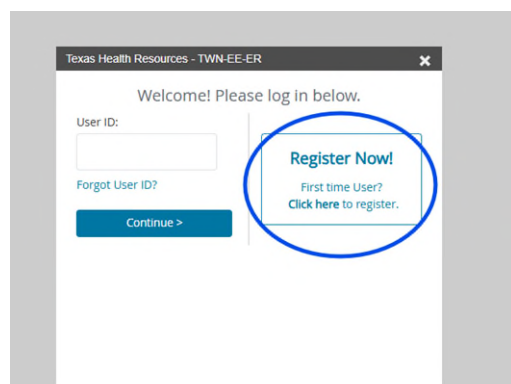 Texas Health Resources - TWN-EE-ER
Welcome! Please log in below.
User ID:
Forgot User ID?
Continue >
Register Now!
First time User?
Click here to register.